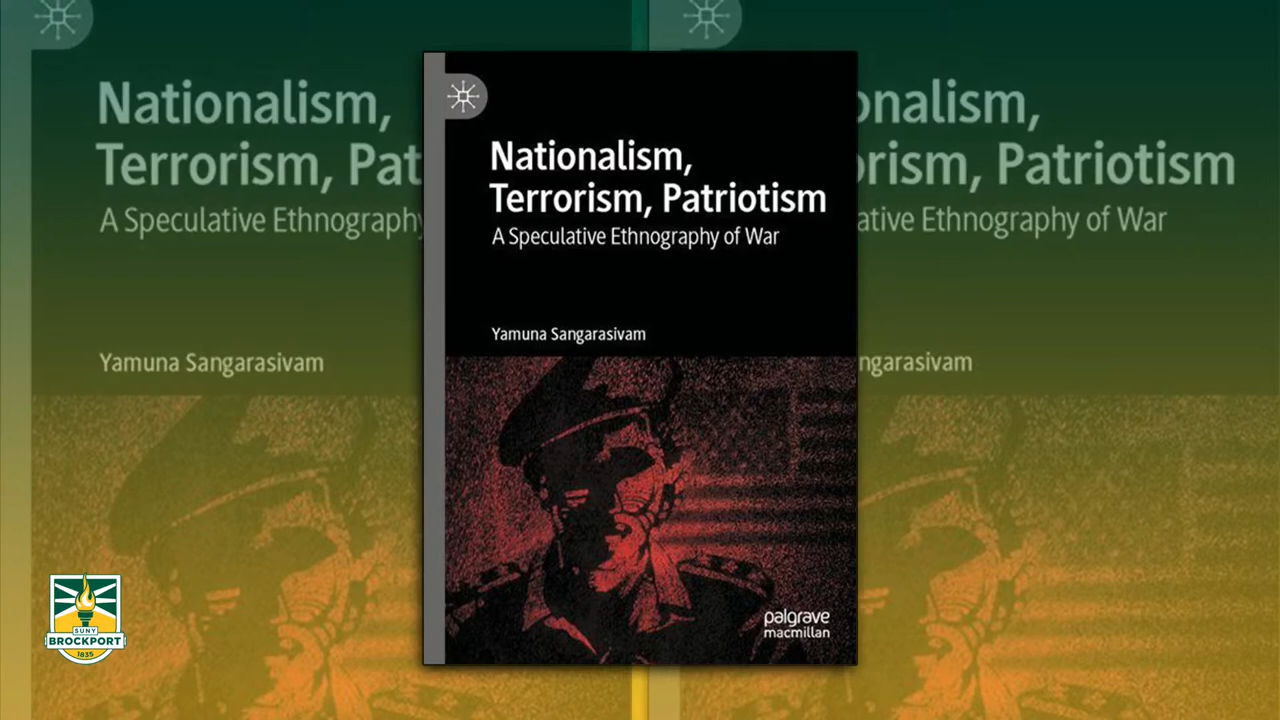 Nationalism,
Terrorism, Patriotism
A Speculative Ethnography of War
Yamuna Sangarasivam
palgrave
macmillan
Nationalism,
Terrorism, Pat
A Speculative Ethnography
Yamuna Sangarasivam
onalism,
orism, Patriotism
ative Ethnography of War
ngarasivam
SUNY
BROCKPORT
1835